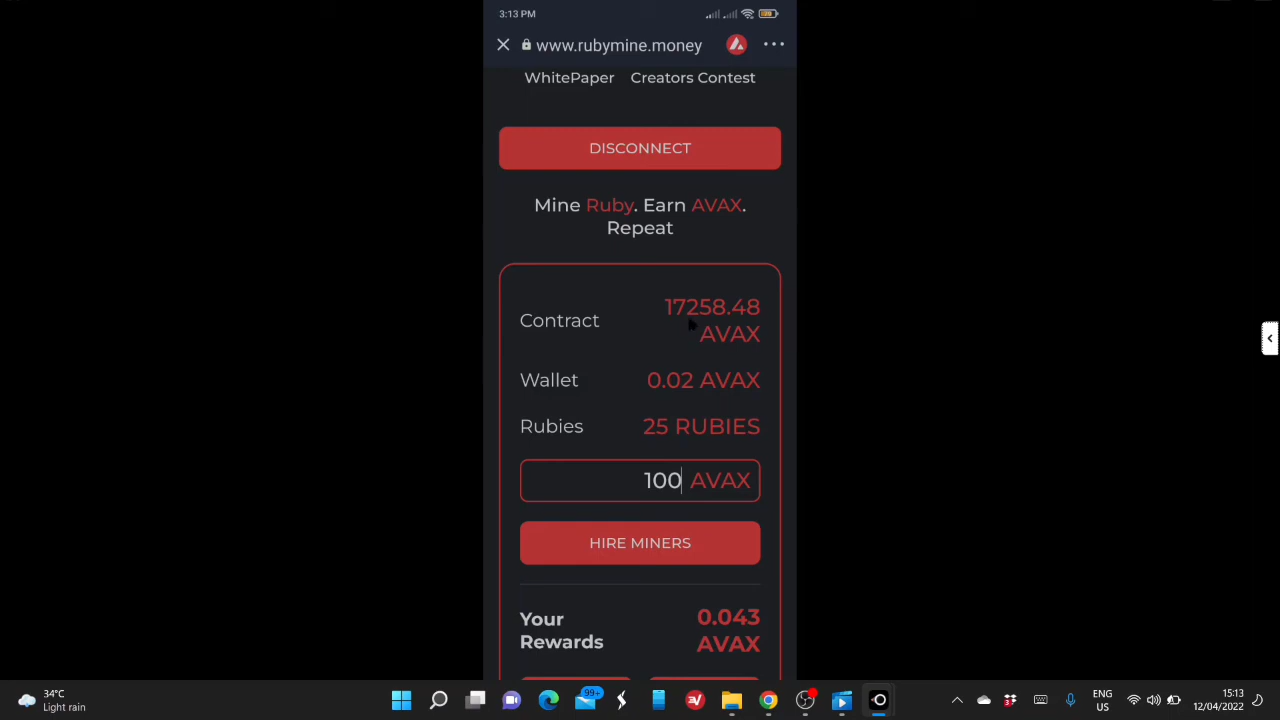 3:13 PM
www.rubymine.money
WhitePaper Creators Contest
DISCONNECT
Mine Ruby. Earn AVAX.
Repeat
Contract 17258.48
AVAX
Wallet 0.02 AVAX
Rubies 25 RUBIES
100 AVAX
HIRE MINERS
Your 0.043
Rewards AVAX
34°C
Light rain
99+
ENG
US
15:13
12/04/2022